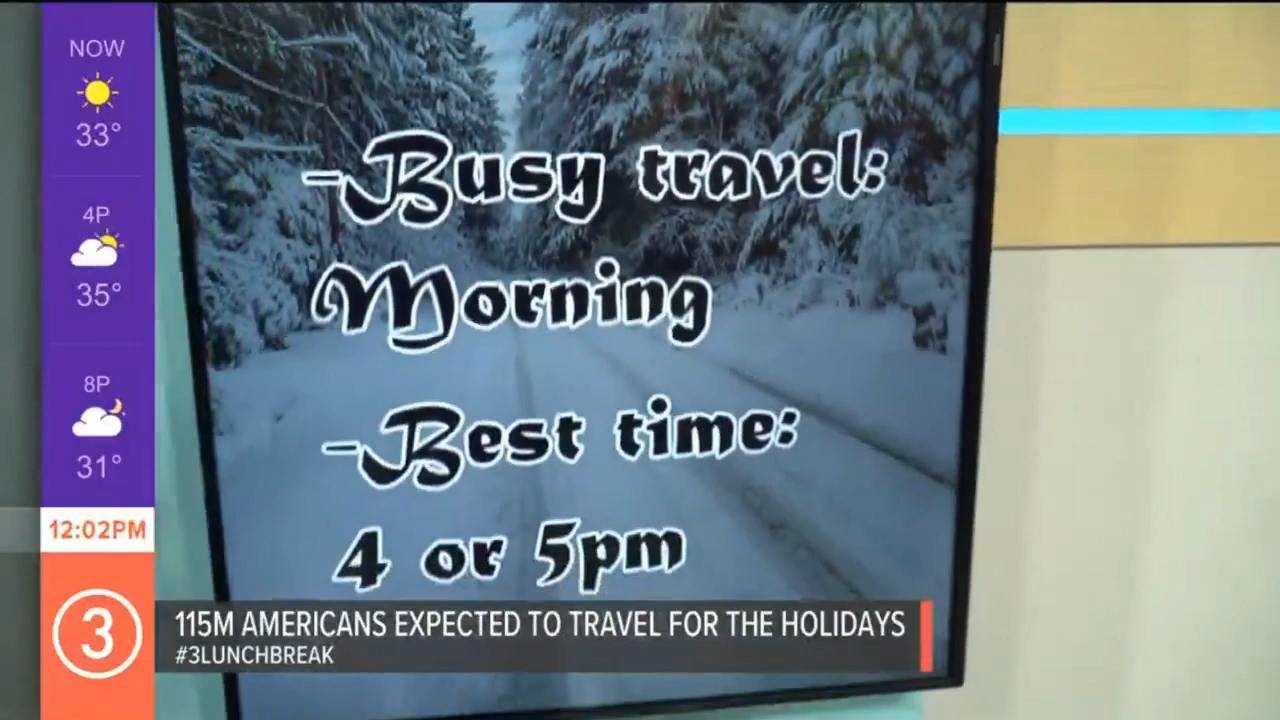 NOW
33°
4P
35°
8P
31°
12:02PM
3
-Busy travel:
Morning
-Best time:
4 or 5pm
115M AMERICANS EXPECTED TO TRAVEL FOR THE HOLIDAYS
#3LUNCHBREAK